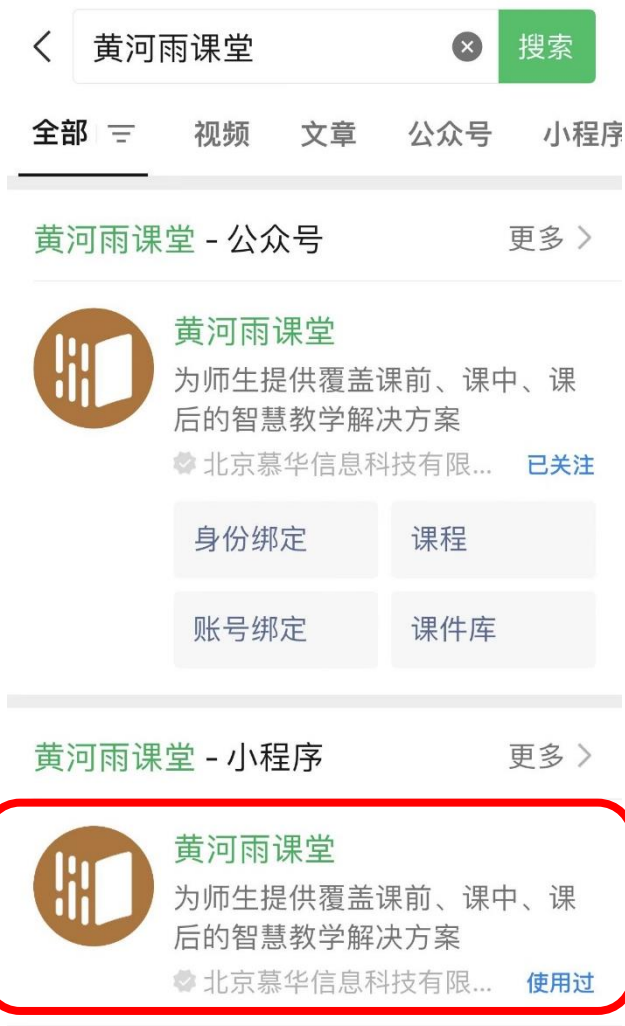 黄河雨课堂 搜索
全部 视频 文章 公众号 小程序
黄河雨课堂 - 公众号 更多
黄河雨课堂
为师生提供覆盖课前、课中、课
后的智慧教学解决方案
北京慕华信息科技有限... 已关注
身份绑定 课程
账号绑定 课件库
黄河雨课堂 - 小程序 更多
黄河雨课堂
为师生提供覆盖课前、课中、课
后的智慧教学解决方案
北京慕华信息科技有限... 使用过